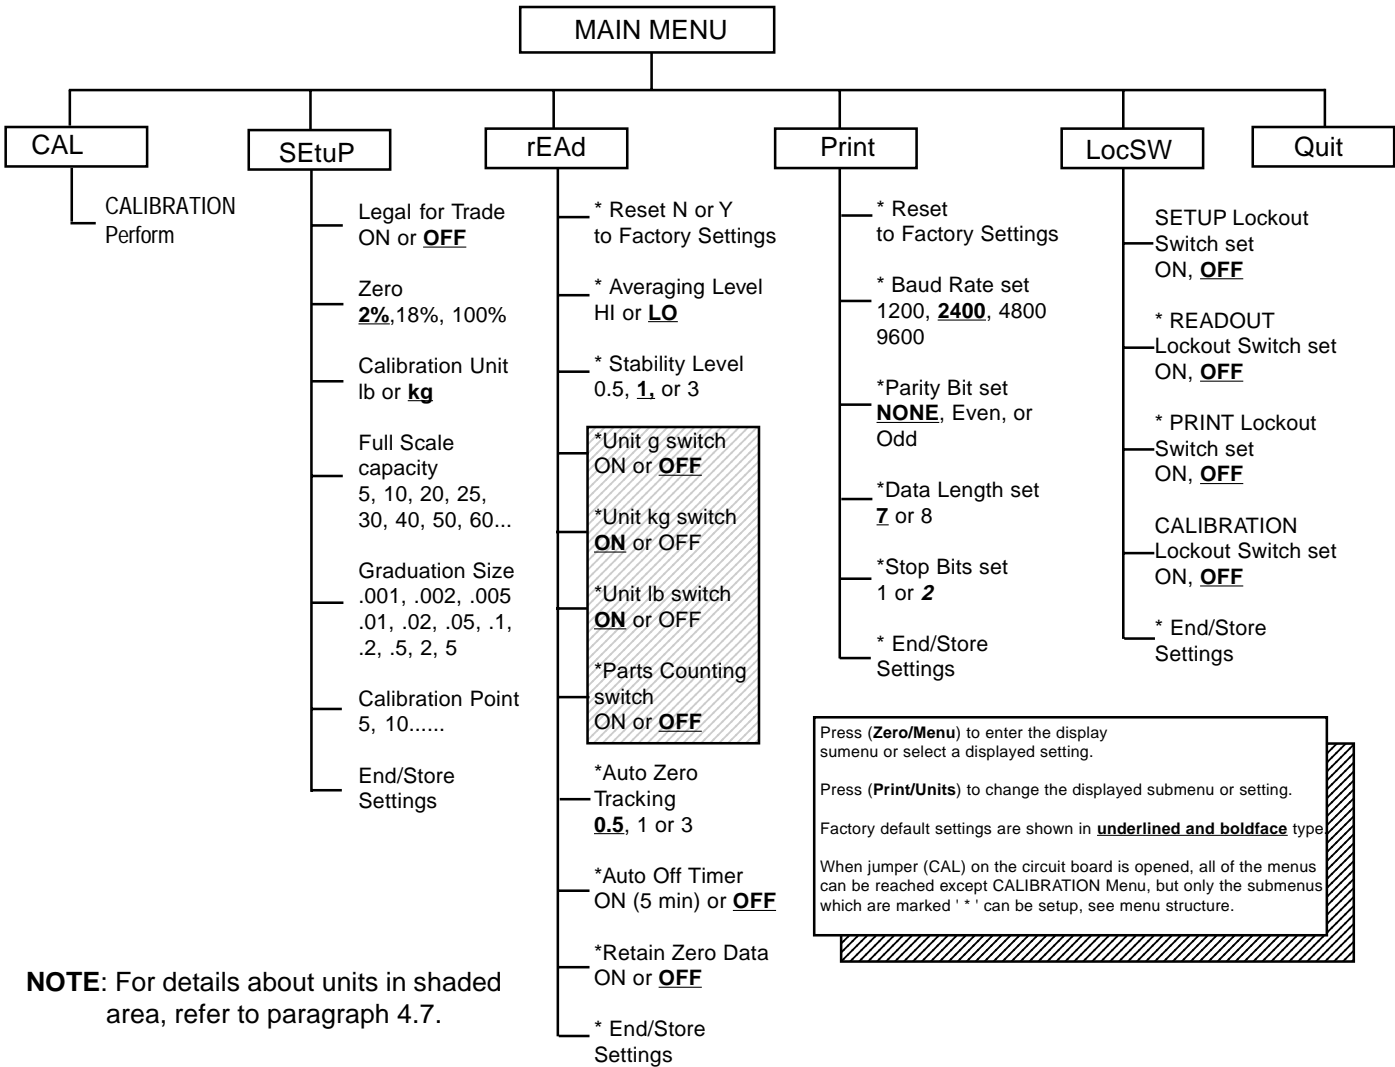 MAIN MENU
CAL
SEtuP
rEAd
Print
LocSW
Quit
CALIBRATION
Perform
Legal for Trade
ON or OFF
Zero
2%,18%, 100%
Calibration Unit
lb or kg
Full Scale
capacity
5, 10, 20, 25,
30, 40, 50, 60...
Graduation Size
.001, .002, .005
.01, .02, .05, .1,
.2, .5, 2, 5
Calibration Point
5, 10......
End/Store
Settings
* Reset N or Y
to Factory Settings
* Averaging Level
HI or LO
* Stability Level
0.5, 1, or 3
*Unit g switch
ON or OFF
*Unit kg switch
ON or OFF
*Unit lb switch
ON or OFF
*Parts Counting
switch
ON or OFF
*Auto Zero
Tracking
0.5, 1 or 3
*Auto Off Timer
ON (5 min) or OFF
*Retain Zero Data
ON or OFF
* End/Store
Settings
* Reset
to Factory Settings
* Baud Rate set
1200, 2400, 4800
9600
*Parity Bit set
NONE, Even, or
Odd
*Data Length set
7 or 8
*Stop Bits set
1 or 2
* End/Store
Settings
SETUP Lockout
Switch set
ON, OFF
* READOUT
Lockout Switch set
ON, OFF
* PRINT Lockout
Switch set
ON, OFF
CALIBRATION
Lockout Switch set
ON, OFF
* End/Store
Settings
Press (Zero/Menu) to enter the display
sumenu or select a displayed setting.
Press (Print/Units) to change the displayed submenu or setting.
Factory default settings are shown in underlined and boldface type.
When jumper (CAL) on the circuit board is opened, all of the menus
can be reached except CALIBRATION Menu, but only the submenus
which are marked ' * ' can be setup, see menu structure.
NOTE: For details about units in shaded
area, refer to paragraph 4.7.